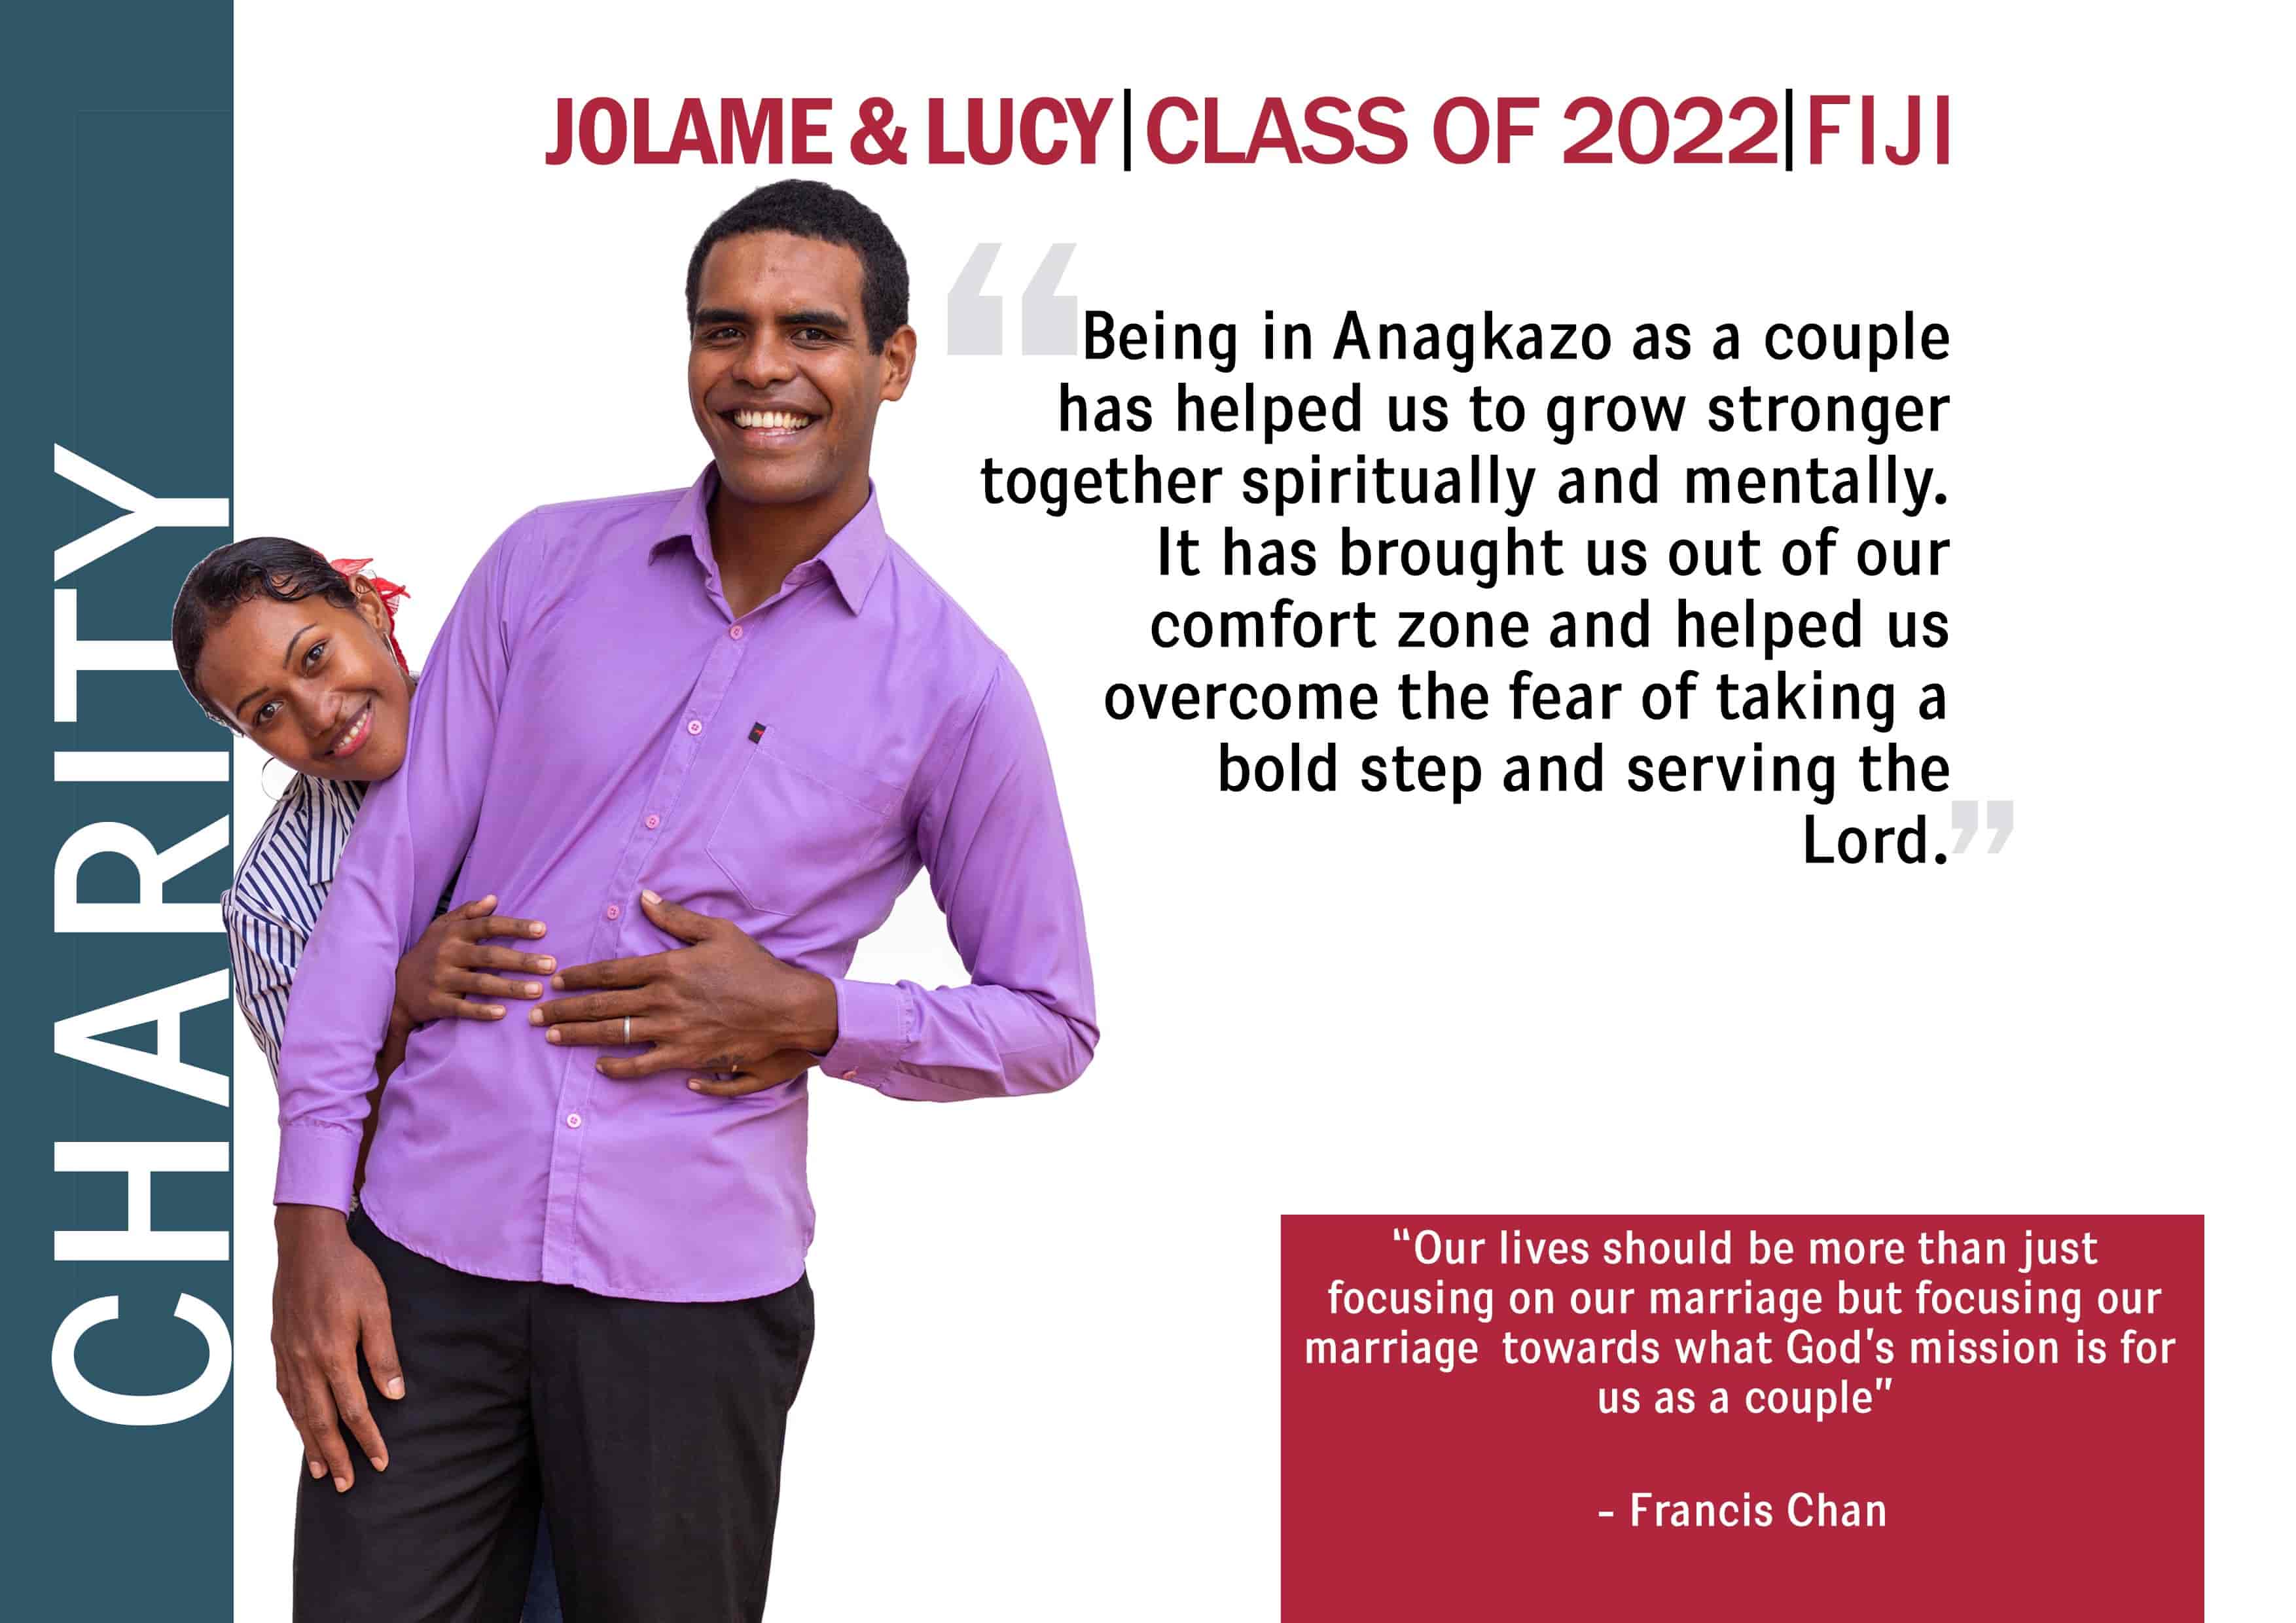 CHARITY
JOLAME & LUCY|CLASS OF 2022|FIJI
“Being in Anagkazo as a couple
has helped us to grow stronger
together spiritually and mentally.
It has brought us out of our
comfort zone and helped us
overcome the fear of taking a
bold step and serving the
Lord.”
“Our lives should be more than just
focusing on our marriage but focusing our
marriage towards what God's mission is for
us as a couple”
- Francis Chan